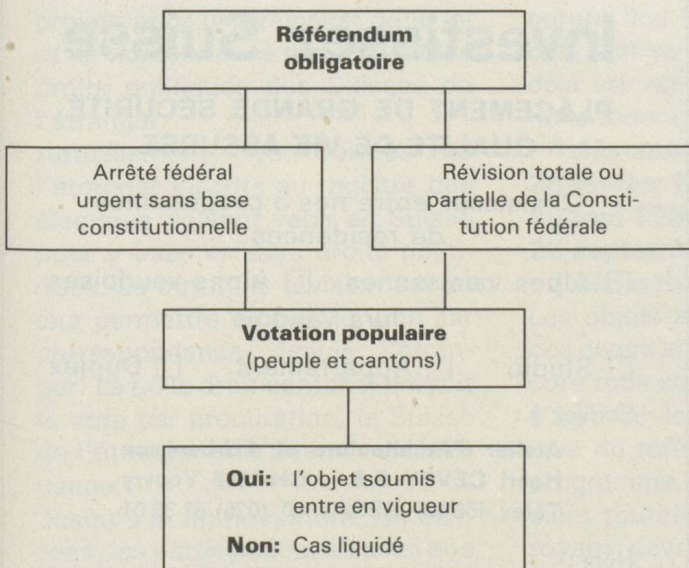 Référendum
obligatoire
Arrêté fédéral
urgent sans base
constitutionnelle
Révision totale ou
partielle de la Consti-
tution fédérale
Votation populaire
(perple et cantons)
Oui: l'objet soumis
entre en vigueur
Non: Cas liquidé